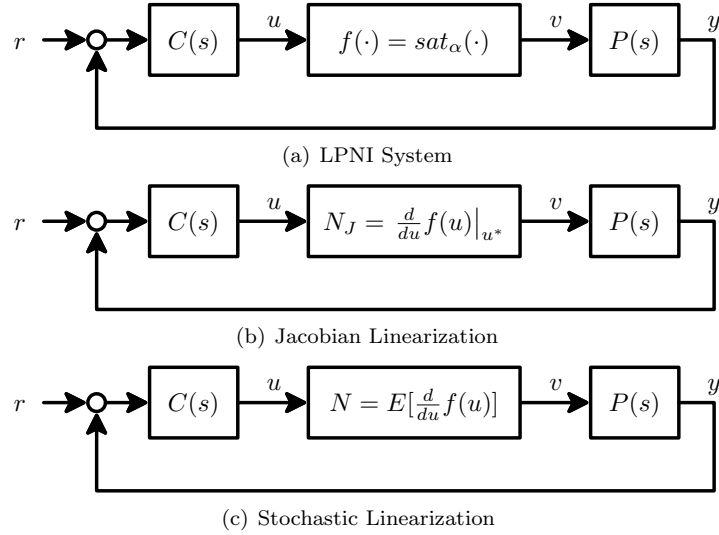 r C(s) u f(·) = sat_α(·) v P(s) y
(a) LPNI System
r C(s) u N_J = d/du f(u)|_{u*} v P(s) y
(b) Jacobian Linearization
r C(s) u N = E[d/du f(u)] v P(s) y
(c) Stochastic Linearization